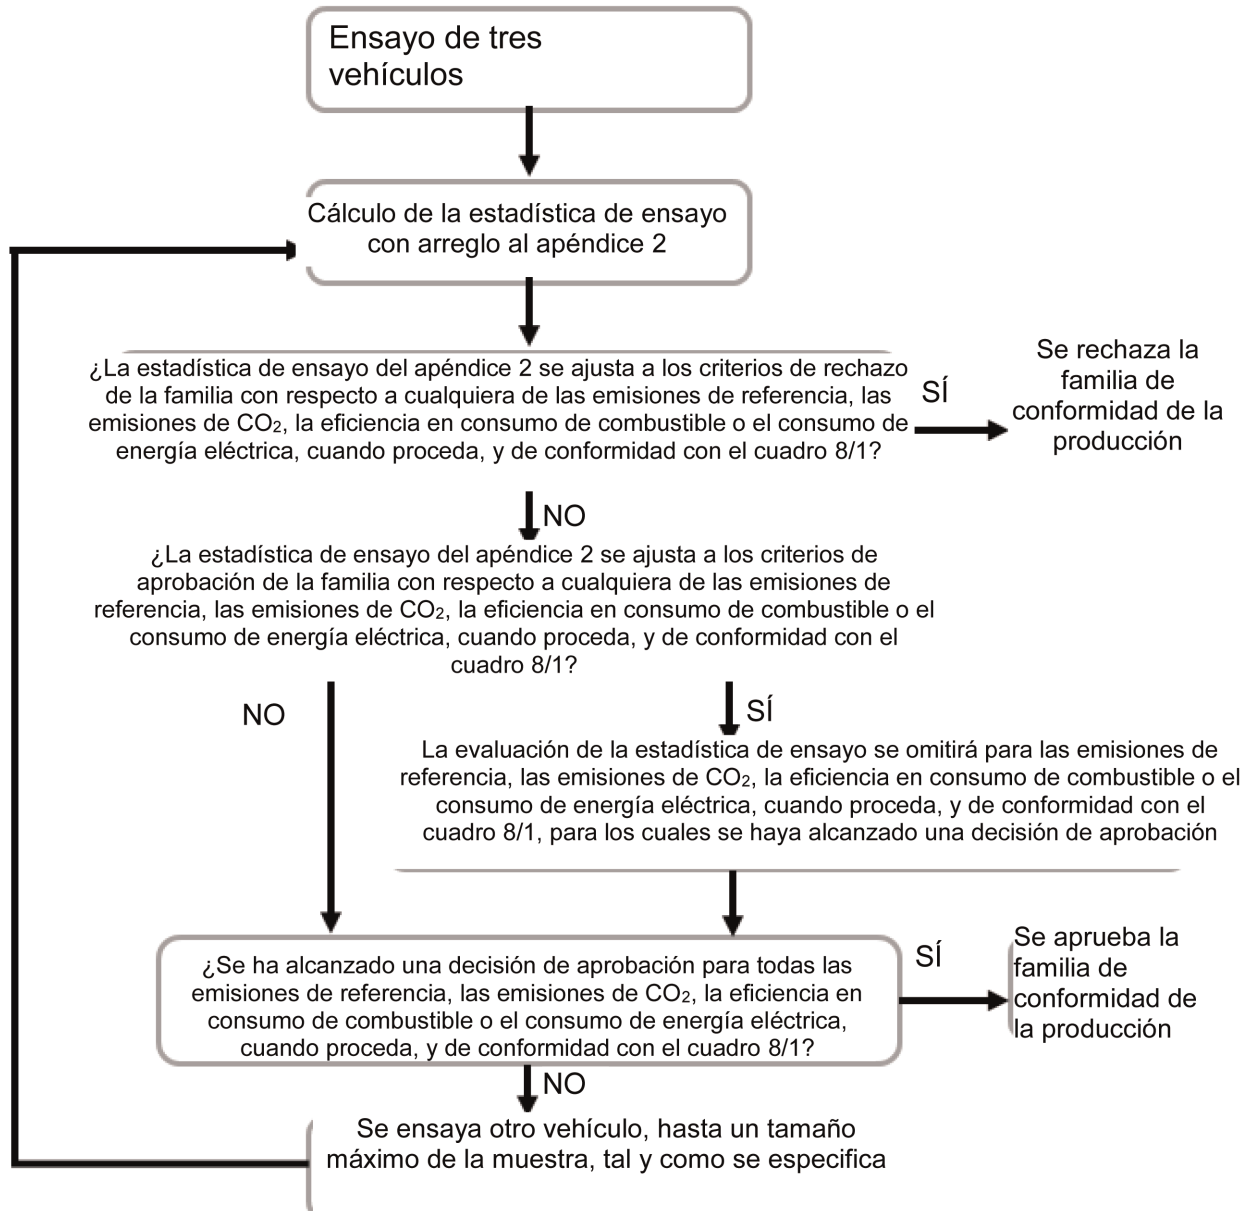 Ensayo de tres
vehículos
Cálculo de la estadística de ensayo
con arreglo al apéndice 2
¿La estadística de ensayo del apéndice 2 se ajusta a los criterios de rechazo
de la familia con respecto a cualquiera de las emisiones de referencia, las
emisiones de CO₂, la eficiencia en consumo de combustible o el consumo de
energía eléctrica, cuando proceda, y de conformidad con el cuadro 8/1?
SÍ
Se rechaza la
familia de
conformidad de la
producción
NO
¿La estadística de ensayo del apéndice 2 se ajusta a los criterios de
aprobación de la familia con respecto a cualquiera de las emisiones de
referencia, las emisiones de CO₂, la eficiencia en consumo de combustible o el
consumo de energía eléctrica, cuando proceda, y de conformidad con el
cuadro 8/1?
NO
SÍ
La evaluación de la estadística de ensayo se omitirá para las emisiones de
referencia, las emisiones de CO₂, la eficiencia en consumo de combustible o el
consumo de energía eléctrica, cuando proceda, y de conformidad con el
cuadro 8/1, para los cuales se haya alcanzado una decisión de aprobación
¿Se ha alcanzado una decisión de aprobación para todas las
emisiones de referencia, las emisiones de CO₂, la eficiencia en
consumo de combustible o el consumo de energía eléctrica,
cuando proceda, y de conformidad con el cuadro 8/1?
SÍ
Se aprueba la
familia de
conformidad de
la producción
NO
Se ensaya otro vehículo, hasta un tamaño
máximo de la muestra, tal y como se especifica